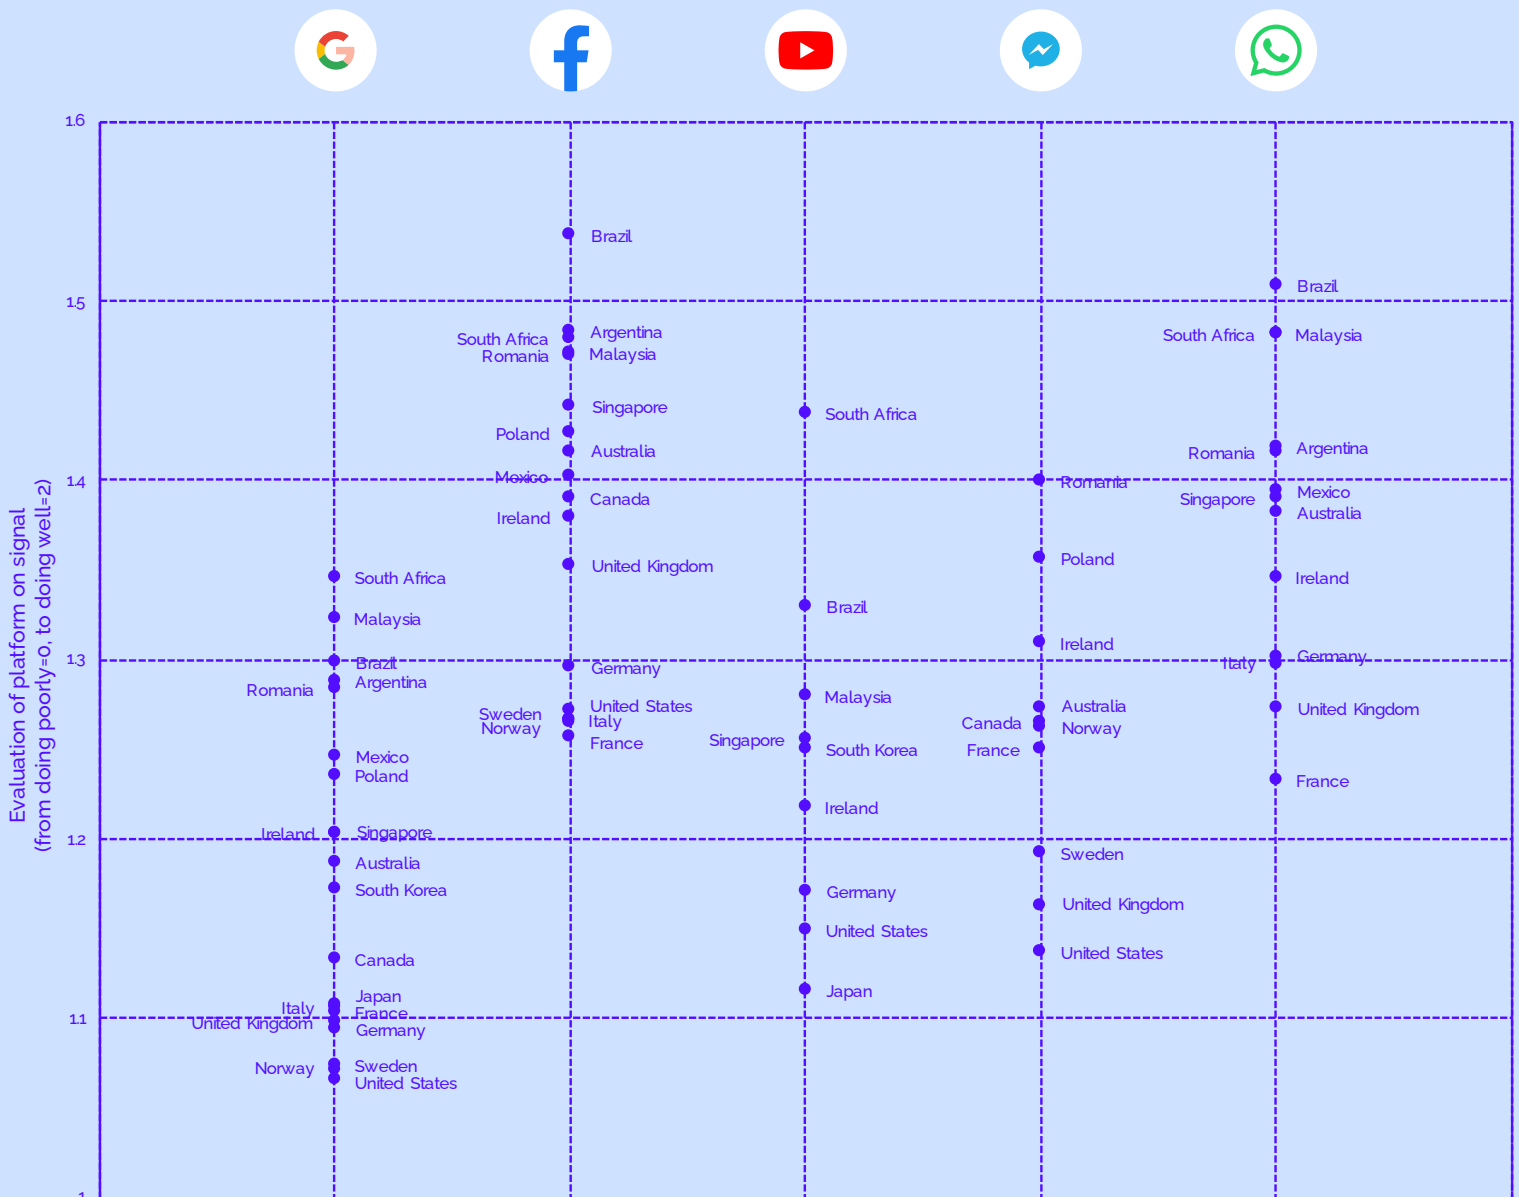 1.6
Brazil
1.5
Brazil
South Africa
Argentina
Romania
Malaysia
South Africa
Malaysia
Singapore
Poland
Australia
South Africa
Romania
Argentina
1.4
Mexico
Canada
Ireland
Romania
Singapore
Mexico
Australia
United Kingdom
Poland
Evaluation of platform on signal
(from doing poorly=0, to doing well=2)
South Africa
Malaysia
Brazil
Ireland
Ireland
1.3
Brazil
Romania
Argentina
Germany
Malaysia
Italy
Germany
Sweden
United States
Norway
Italy
France
Singapore
South Korea
Australia
Canada
Norway
France
United Kingdom
Mexico
Poland
Ireland
France
1.2
Ireland
Singapore
Australia
South Korea
Sweden
Germany
United Kingdom
United States
Canada
United States
Japan
Italy
Japan
France
1.1
United Kingdom
Germany
Norway
Sweden
United States